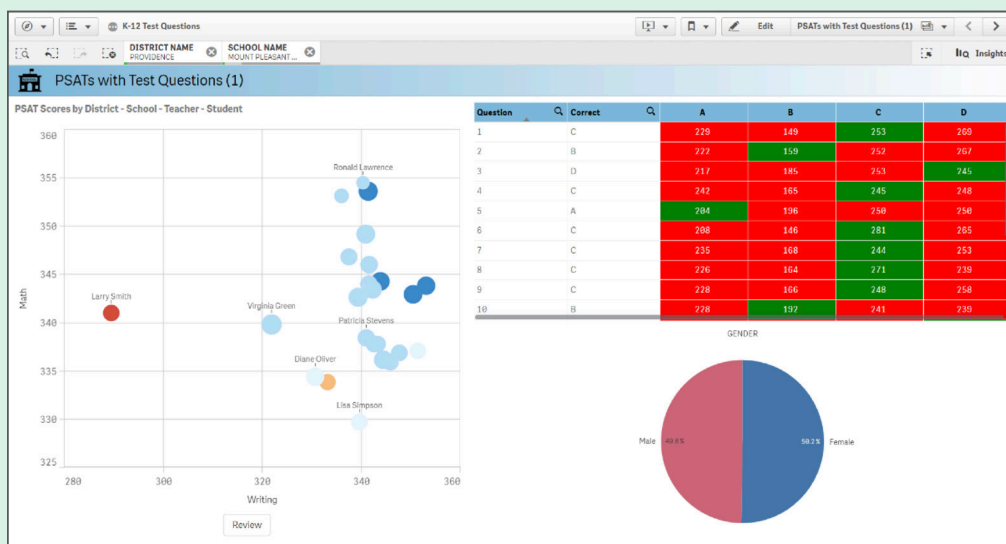 K-12 Test Questions
Edit
PSATs with Test Questions (1)
DISTRICT NAME
PROVIDENCE
SCHOOL NAME
MOUNT PLEASANT ...
Insights
PSATs with Test Questions (1)
PSAT Scores by District - School - Teacher - Student
360
355
350
345
340
335
330
325
Math
Ronald Lawrence
Larry Smith
Virginia Green
Patricia Stevens
Diane Oliver
Lisa Simpson
280 300 320 340 360
Writing
Review
Question Correct A B C D
1 C 229 149 253 269
2 B 222 159 252 267
3 D 217 185 253 245
4 C 242 165 245 248
5 A 204 196 250 250
6 C 208 146 281 265
7 C 235 168 244 253
8 C 226 164 271 239
9 C 228 166 248 258
10 B 228 192 241 239
GENDER
Male
50.2% Female